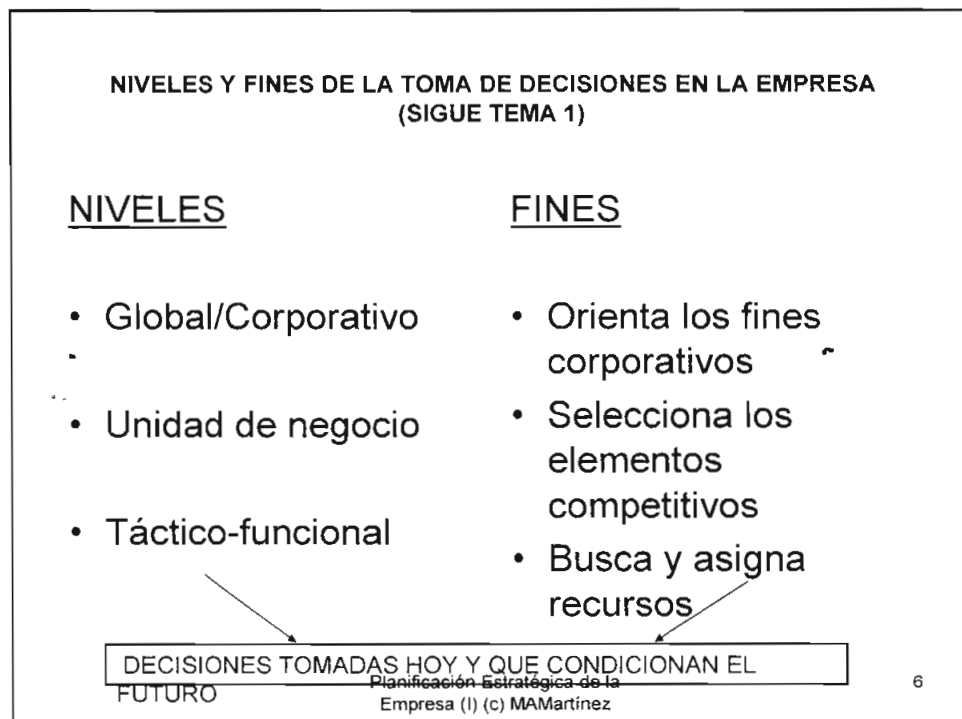 NIVELES Y FINES DE LA TOMA DE DECISIONES EN LA EMPRESA
(SIGUE TEMA 1)
NIVELES
• Global/Corporativo
• Unidad de negocio
• Táctico-funcional
FINES
• Orienta los fines
corporativos
• Selecciona los
elementos
competitivos
• Busca y asigna
recursos
DECISIONES TOMADAS HOY Y QUE CONDICIONAN EL
FUTURO
Planificación Estratégica de la
Empresa (I) (c) MAMartínez
6